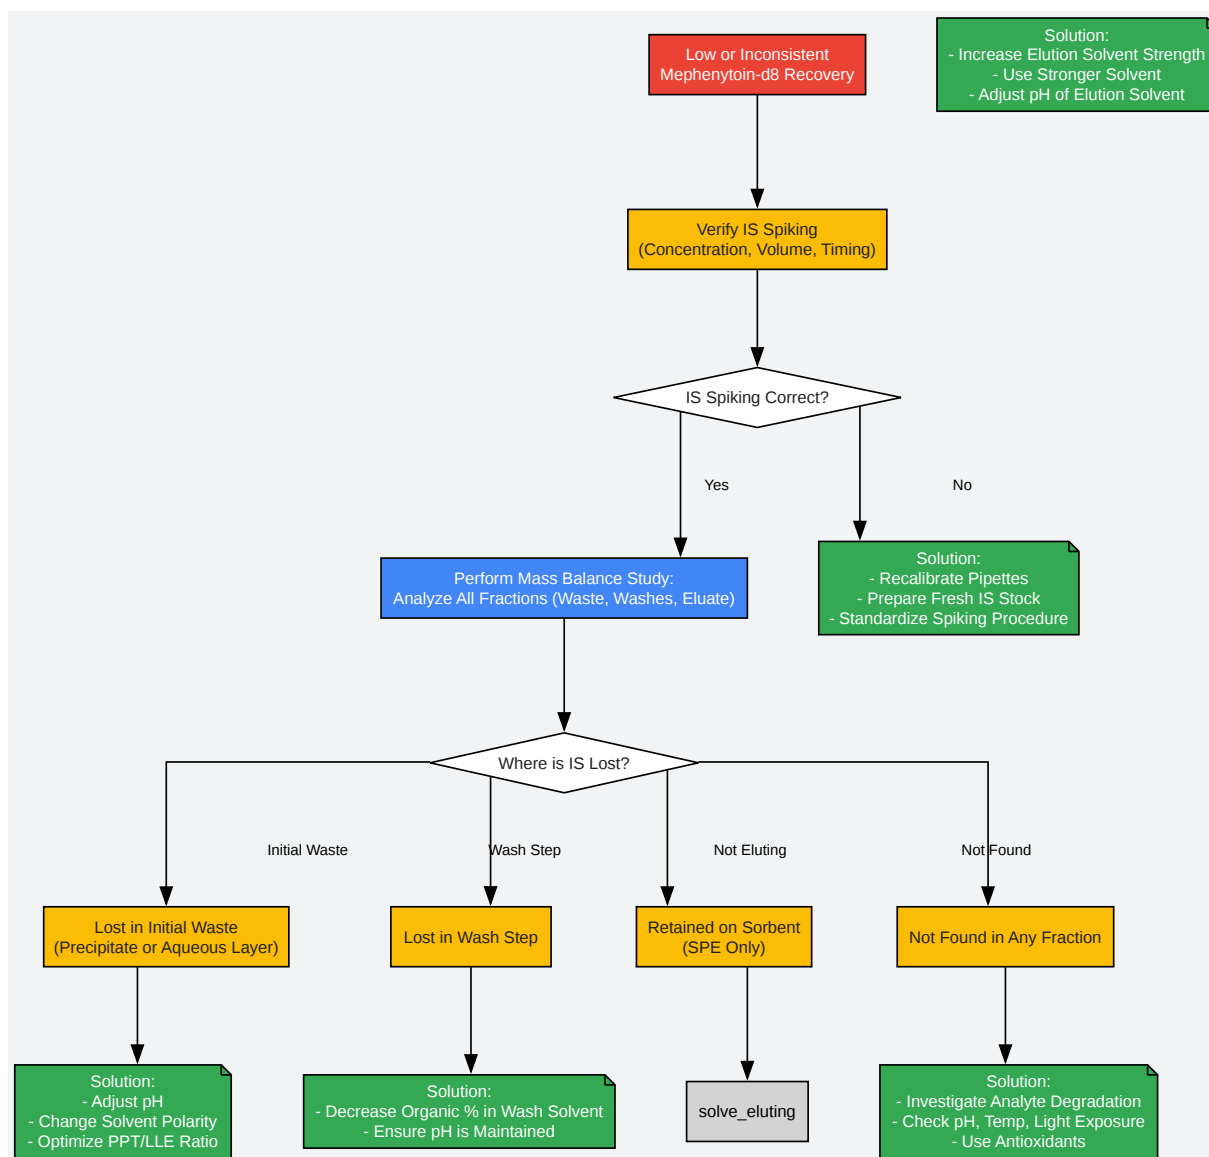 Low or Inconsistent
Mephenytoin-d8 Recovery
Solution:
- Increase Elution Solvent Strength
- Use Stronger Solvent
- Adjust pH of Elution Solvent
Verify IS Spiking
(Concentration, Volume, Timing)
IS Spiking Correct?
Yes
No
Perform Mass Balance Study:
Analyze All Fractions (Waste, Washes, Eluate)
Solution:
- Recalibrate Pipettes
- Prepare Fresh IS Stock
- Standardize Spiking Procedure
Where is IS Lost?
Initial Waste
Wash Step
Not Eluting
Not Found
Lost in Initial Waste
(Precipitate or Aqueous Layer)
Lost in Wash Step
Retained on Sorbent
(SPE Only)
Not Found in Any Fraction
Solution:
- Adjust pH
- Change Solvent Polarity
- Optimize PPT/LLE Ratio
Solution:
- Decrease Organic % in Wash Solvent
- Ensure pH is Maintained
solve_eluting
Solution:
- Investigate Analyte Degradation
- Check pH, Temp, Light Exposure
- Use Antioxidants